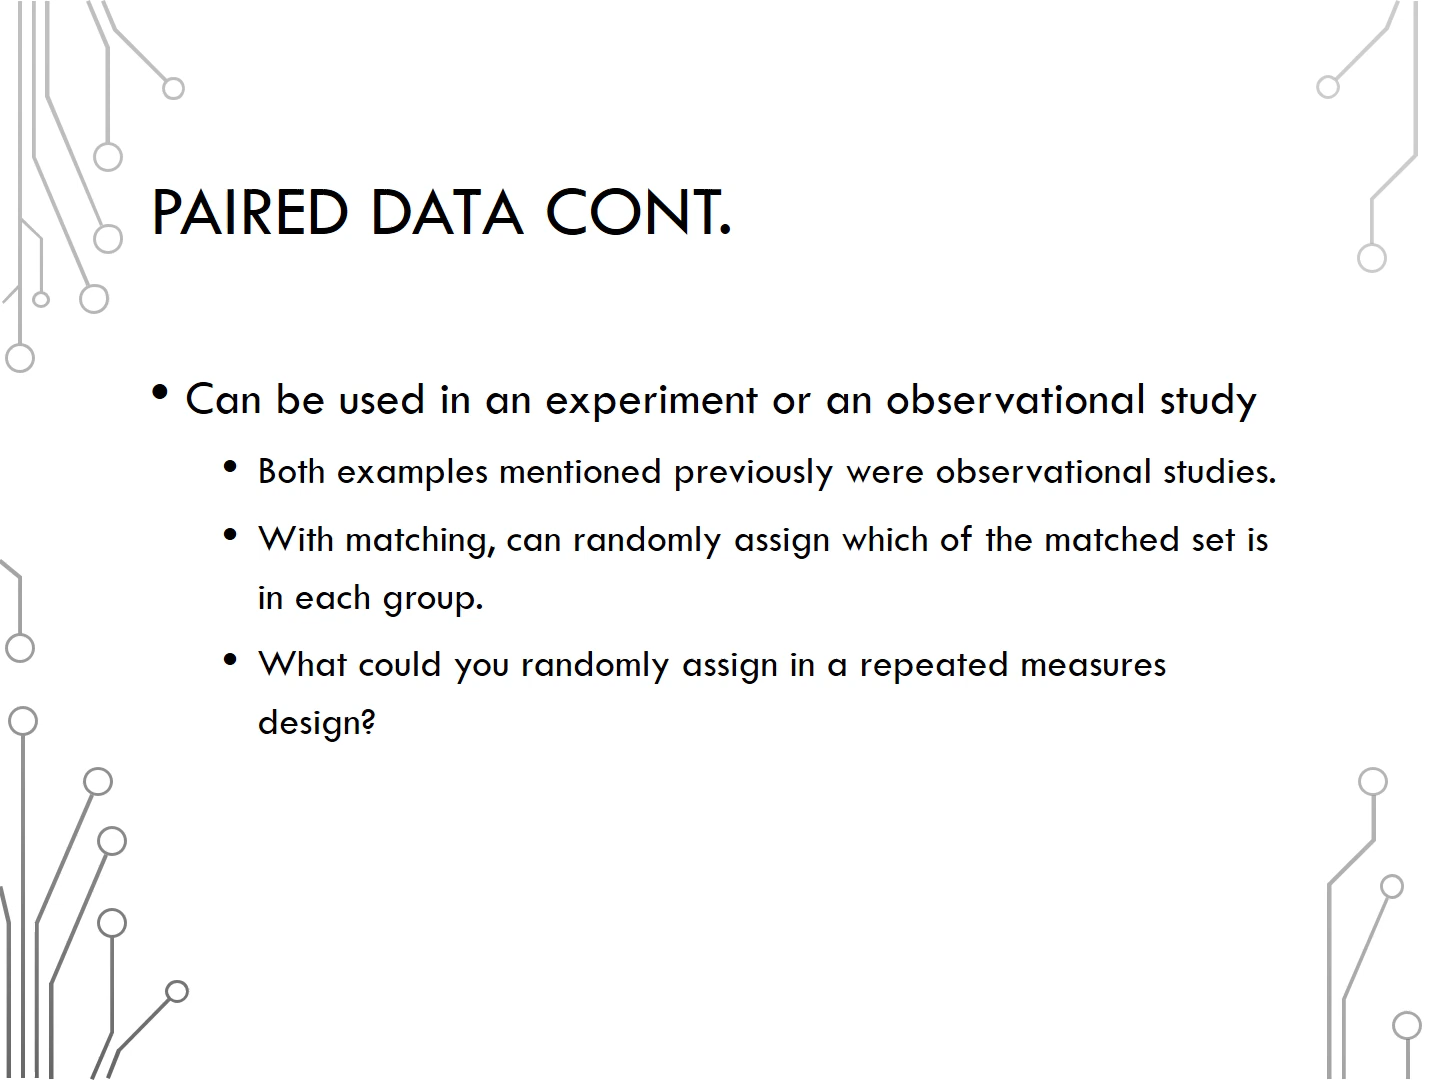 PAIRED DATA CONT.
• Can be used in an experiment or an observational study
• Both examples mentioned previously were observational studies.
• With matching, can randomly assign which of the matched set is
in each group.
• What could you randomly assign in a repeated measures
design?